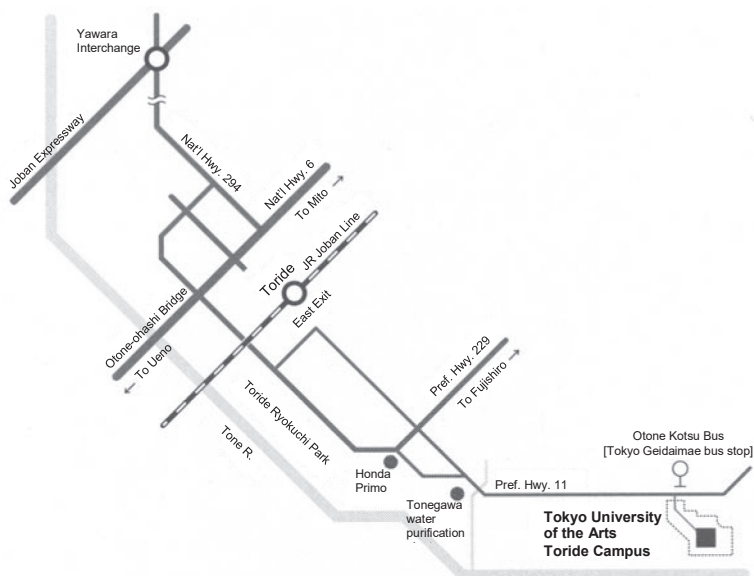 Yawara
Interchange
Joban Expressway
Nat'l Hwy. 294
Nat'l Hwy. 6
To Mito →
JR Joban Line
Toride
East Exit
Otone-ohashi Bridge
← To Ueno
Pref. Hwy. 229
To Fujishiro →
Toride Ryokuchi Park
Tone R.
Otone Kotsu Bus
[Tokyo Geidaimae bus stop]
Honda
Primo
Pref. Hwy. 11
Tonegawa
water
purification
Tokyo University
of the Arts
Toride Campus